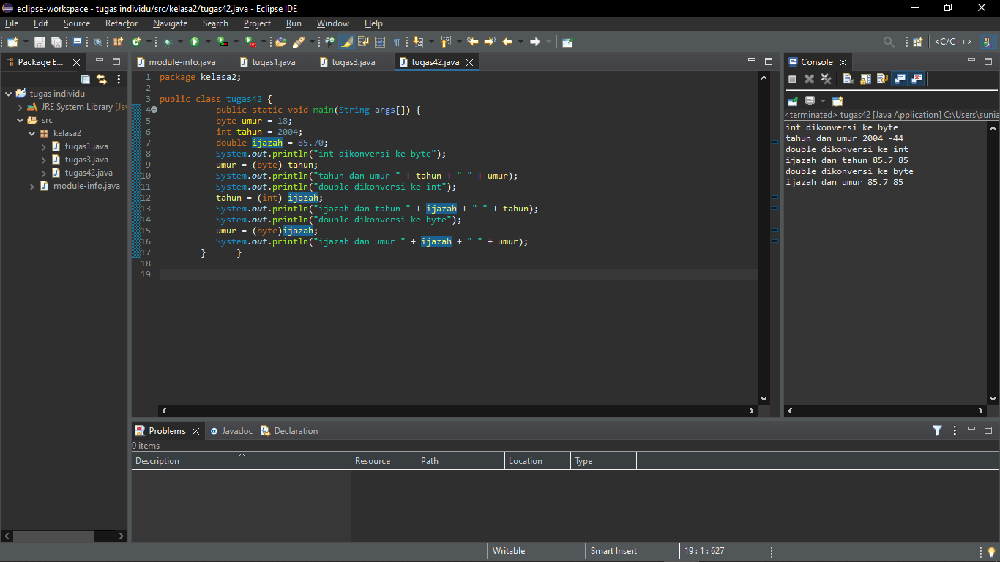 eclipse-workspace - tugas individu/src/kelasa2/tugas42.java - Eclipse IDE
File Edit Source Refactor Navigate Search Project Run Window Help
<C/C++>
Package E...
tugas individu
JRE System Library [Jav
src
kelasa2
tugas1.java
tugas3.java
tugas42.java
module-info.java
module-info.java tugas1.java tugas3.java tugas42.java
1 package kelasa2;
2
3 public class tugas42 {
4 public static void main(String args[]) {
5 byte umur = 18;
6 int tahun = 2004;
7 double ijazah = 85.70;
8 System.out.println("int dikonversi ke byte");
9 umur = (byte) tahun;
10 System.out.println("tahun dan umur " + tahun + " " + umur);
11 System.out.println("double dikonversi ke int");
12 tahun = (int) ijazah;
13 System.out.println("ijazah dan tahun " + ijazah + " " + tahun);
14 System.out.println("double dikonversi ke byte");
15 umur = (byte)ijazah;
16 System.out.println("ijazah dan umur " + ijazah + " " + umur);
17 } }
18
19
Console
<terminated> tugas42 [Java Application] C:\Users\sunia
int dikonversi ke byte
tahun dan umur 2004 -44
double dikonversi ke int
ijazah dan tahun 85.7 85
double dikonversi ke byte
ijazah dan umur 85.7 85
Problems Javadoc Declaration
0 items
Description Resource Path Location Type
Writable Smart Insert 19 : 1 : 627